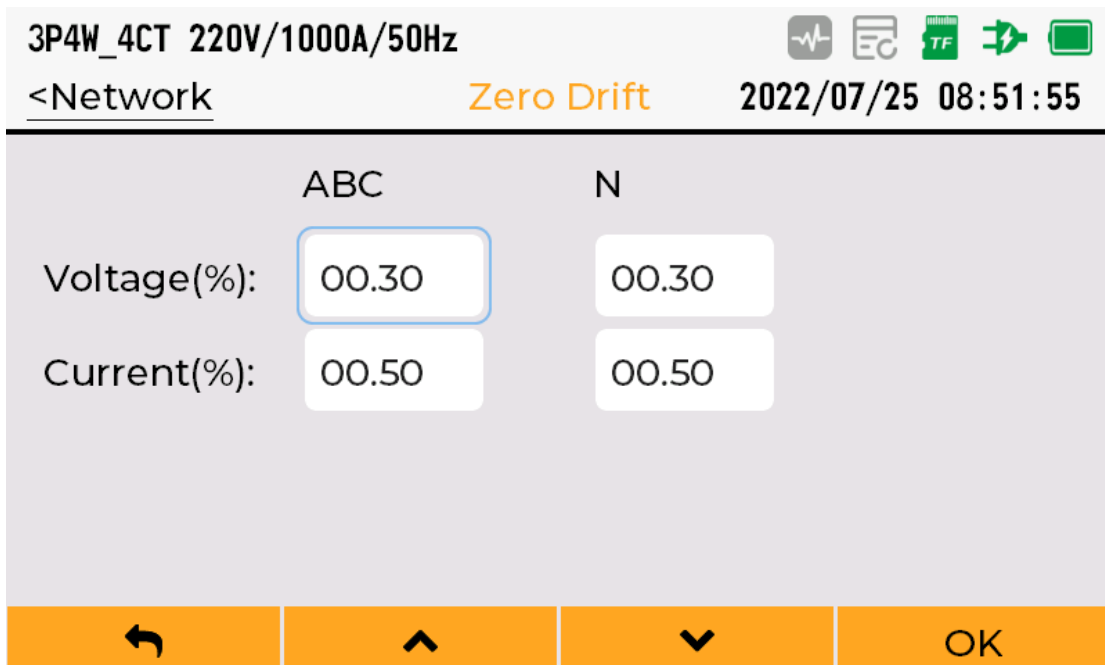 3P4W_4CT 220V/1000A/50Hz
TF
<Network Zero Drift 2022/07/25 08:51:55
ABC N
Voltage(%): 00.30 00.30
Current(%): 00.50 00.50
OK